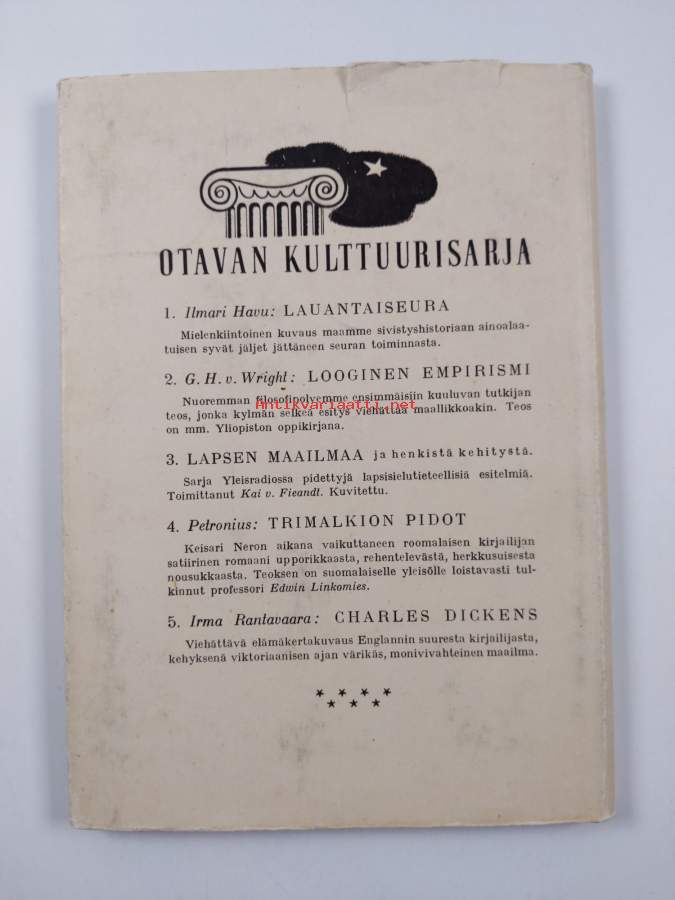 OTAVAN KULTTUURISARJA
1. Ilmari Havu: LAUANTAISEURA
Mielenkiintoinen kuvaus maamme sivistyshistoriaan ainoalaa-
tuisen syvät jäljet jättäneen seuran toiminnasta.
2. G. H. v. Wright: LOOGINEN EMPIRISMI
Nuoremman filosofipolvemme ensimmäisiin kuuluvan tutkijan
Antikvariaatti.net
teos, jonka kylmän selkeä esitys viehättää maallikkoakin. Teos
on mm. Yliopiston oppikirjana.
3. LAPSEN MAAILMAA ja henkistä kehitystä.
Sarja Yleisradiossa pidettyjä lapsisielutieteellisiä esitelmiä.
Toimittanut Kai v. Fieandt. Kuvitettu.
4. Petronius: TRIMALKION PIDOT
Keisari Neron aikana vaikuttaneen roomalaisen kirjailijan
satiirinen romaani upporikkaasta, rehentelevästä, herkkusuisesta
nousukkaasta. Teoksen on suomalaiselle yleisölle loistavasti tul-
kinnut professori Edwin Linkomies.
5. Irma Rantavaara: CHARLES DICKENS
Viehättävä elämäkertakuvaus Englannin suuresta kirjailijasta,
kehyksenä viktoriaanisen ajan värikäs, monivivahteinen maailma.